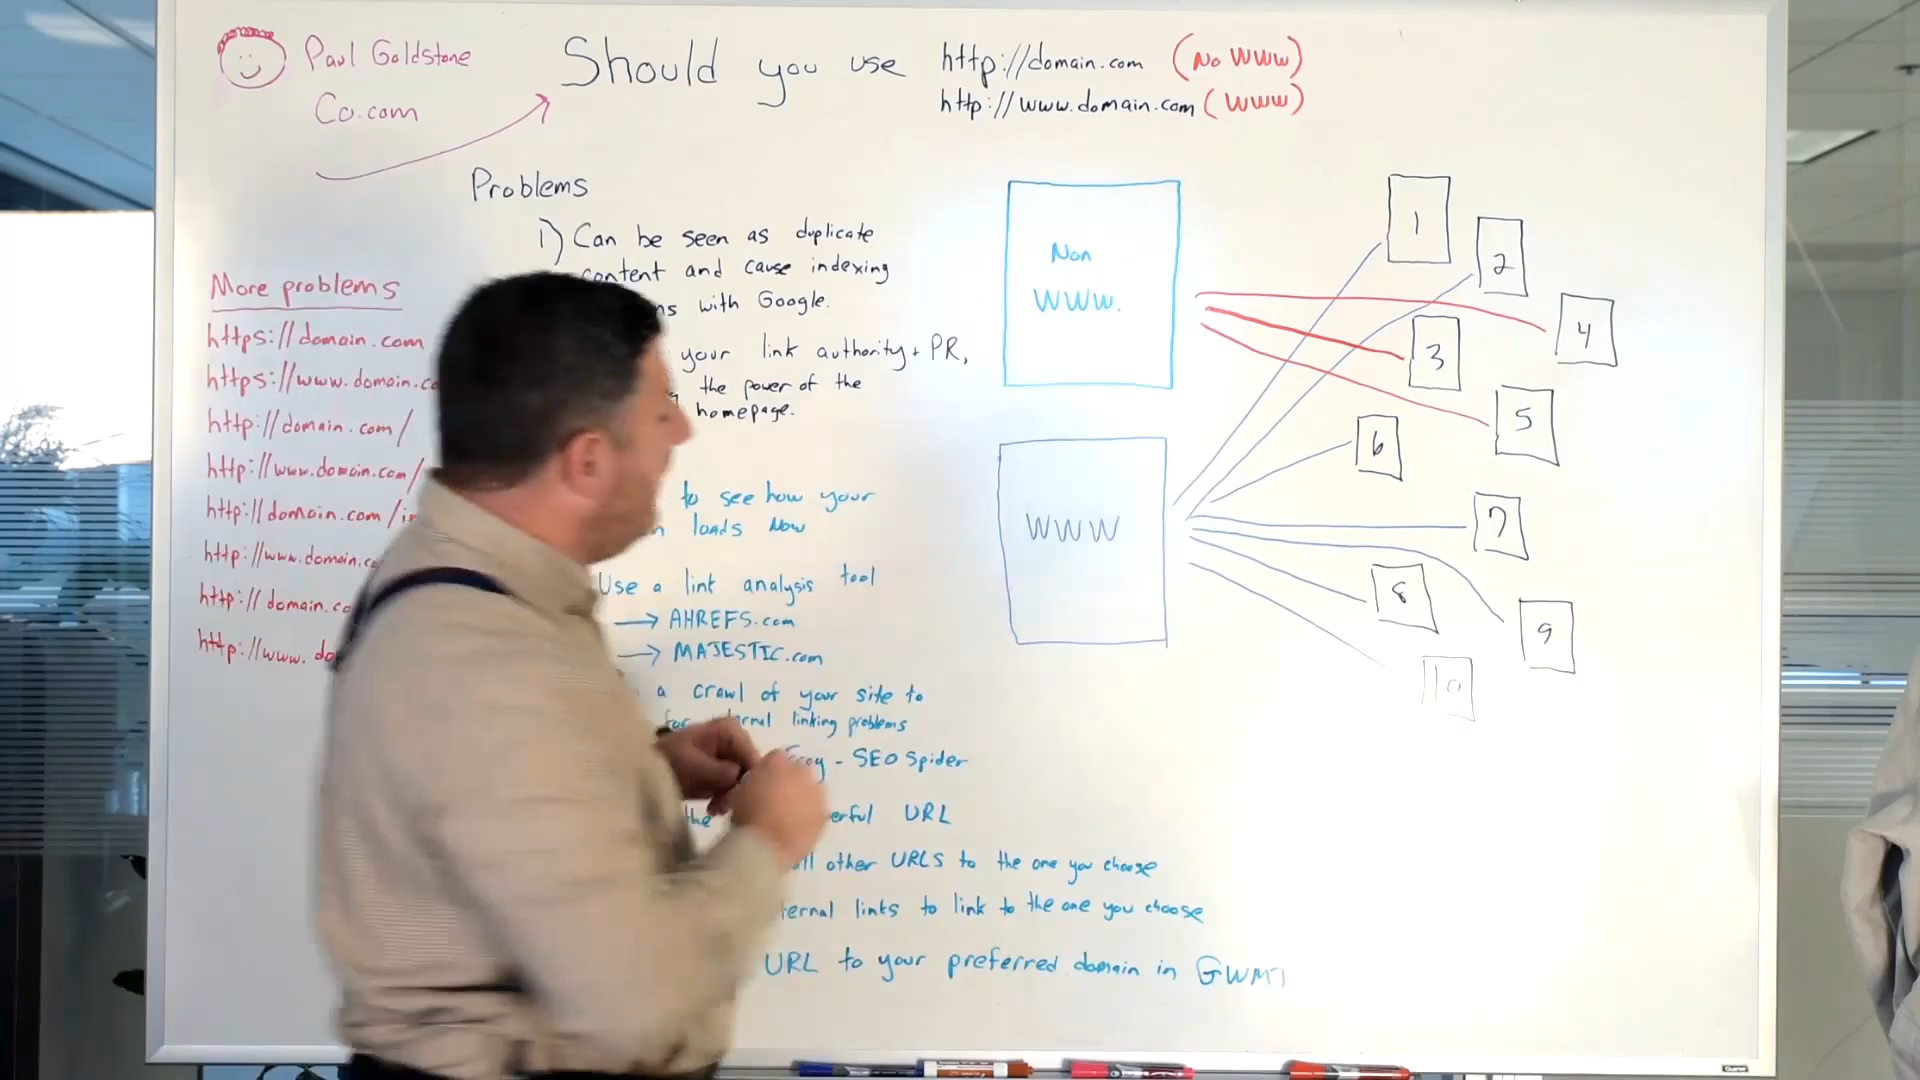 Paul Goldstone
Co.com
Should you use
http://domain.com (No WWW)
http://www.domain.com (WWW)
Problems
1) Can be seen as duplicate
content and cause indexing
with Google.
your link authority + PR,
the power of the
homepage.
More problems
https://domain.com
https://www.domain.co
http://domain.com/
http://www.domain.com/
http://domain.com/in
http://www.domain.co
http://domain.co
http://www.do
to see how your
loads Now
Use a link analysis tool
→ AHREFS.com
→ MAJESTIC.com
a crawl of your site to
for internal linking problems
Frog - SEO Spider
the erful URL
all other URLS to the one you choose
ternal links to link to the one you choose
URL to your preferred domain in GWMT
Non
WWW.
WWW
1
2
3
4
5
6
7
8
9
10
Quartet